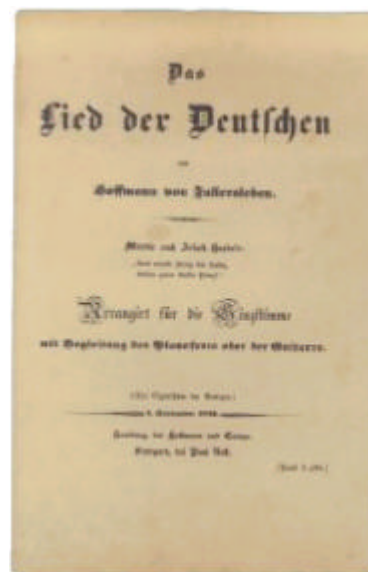 Das
Lied der Deutſchen
von
Hoffmann von Fallersleben.
Melodie nach Joſeph Haydn's:
Arrangirt für die Singſtimme
mit Begleitung des Pianoforte oder der Guitarre.
(Als Eigenthum der Verleger.)
1. September 1841.
Hamburg, bei Hoffmann und Campe.
Stuttgart, bei Paul Neff.